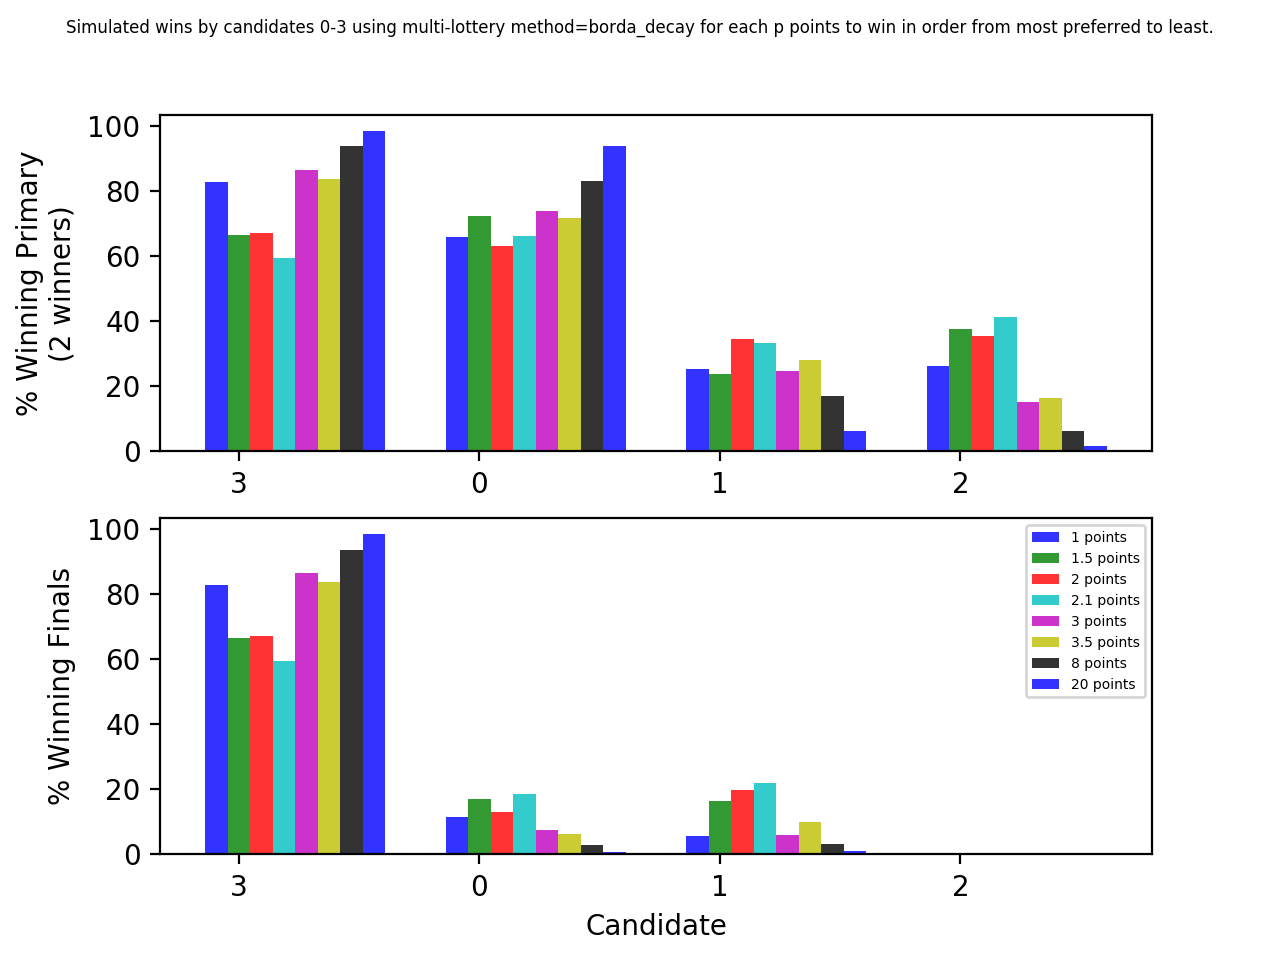 Simulated wins by candidates 0-3 using multi-lottery method=borda_decay for each p points to win in order from most preferred to least.
% Winning Primary
(2 winners)
100
80
60
40
20
0
3
0
1
2
% Winning Finals
100
80
60
40
20
0
1 points
1.5 points
2 points
2.1 points
3 points
3.5 points
8 points
20 points
3
0
1
2
Candidate